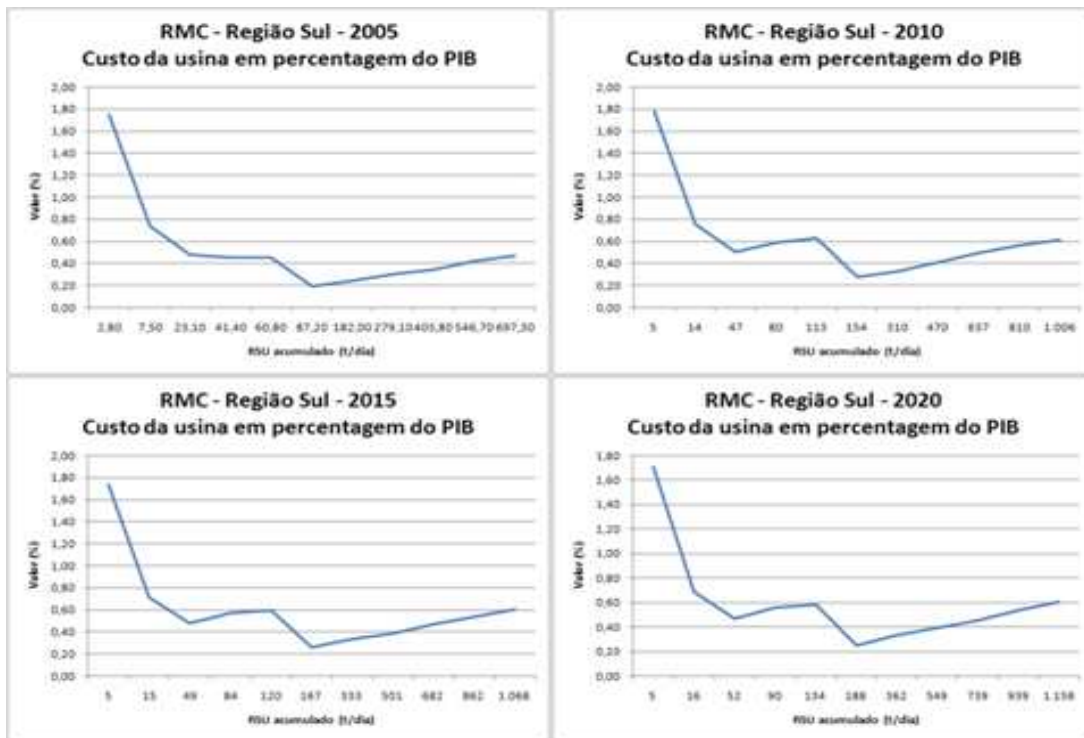 RMC - Região Sul - 2005
Custo da usina em percentagem do PIB
2,00
1,80
1,60
1,40
1,20
1,00
0,80
0,60
0,40
0,20
0,00
Valor (%)
2,80 7,50 23,10 41,40 60,80 87,20 182,00 279,10 403,80 546,70 697,30
RSU acumulado (t/dia)
RMC - Região Sul - 2010
Custo da usina em percentagem do PIB
2,00
1,80
1,60
1,40
1,20
1,00
0,80
0,60
0,40
0,20
0,00
Valor (%)
5 14 47 80 113 154 310 470 637 810 1.006
RSU acumulado (t/dia)
RMC - Região Sul - 2015
Custo da usina em percentagem do PIB
2,00
1,80
1,60
1,40
1,20
1,00
0,80
0,60
0,40
0,20
0,00
Valor (%)
5 15 49 84 120 167 333 501 682 862 1.068
RSU acumulado (t/dia)
RMC - Região Sul - 2020
Custo da usina em percentagem do PIB
1,80
1,60
1,40
1,20
1,00
0,80
0,60
0,40
0,20
0,00
Valor (%)
5 16 52 90 134 188 362 549 739 939 1.158
RSU acumulado (t/dia)